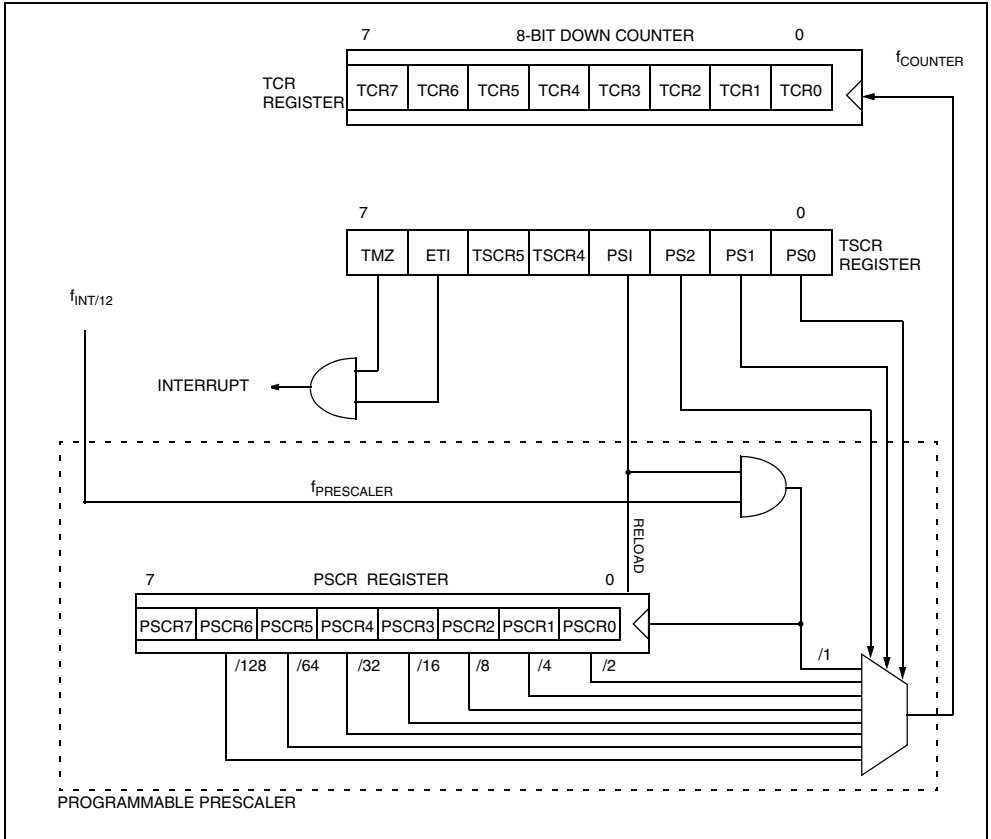 7 8-BIT DOWN COUNTER 0
fCOUNTER
TCR
REGISTER
TCR7 TCR6 TCR5 TCR4 TCR3 TCR2 TCR1 TCR0
7 0
TMZ ETI TSCR5 TSCR4 PSI PS2 PS1 PS0
TSCR
REGISTER
fINT/12
INTERRUPT
fPRESCALER
RELOAD
7 PSCR REGISTER 0
PSCR7 PSCR6 PSCR5 PSCR4 PSCR3 PSCR2 PSCR1 PSCR0
/128 /64 /32 /16 /8 /4 /2 /1
PROGRAMMABLE PRESCALER